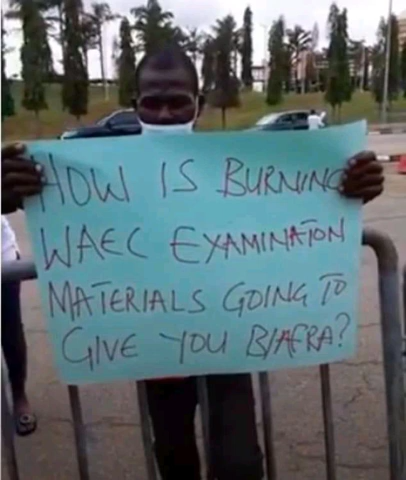 HOW IS BURNING
WAEC EXAMINATION
MATERIALS GOING TO
GIVE YOU BIAFRA?